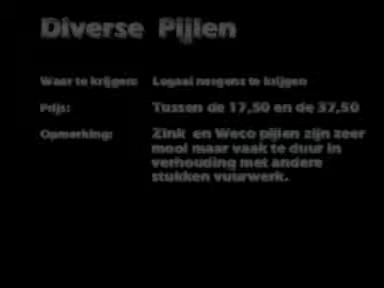 Diverse Pijlen
Waar te krijgen: Legaal nergens te krijgen
Prijs: Tussen de 17,50 en de 37,50
Opmerking: Zink en Weco pijlen zijn zeer
mooi maar vaak te duur in
verhouding met andere
stukken vuurwerk.